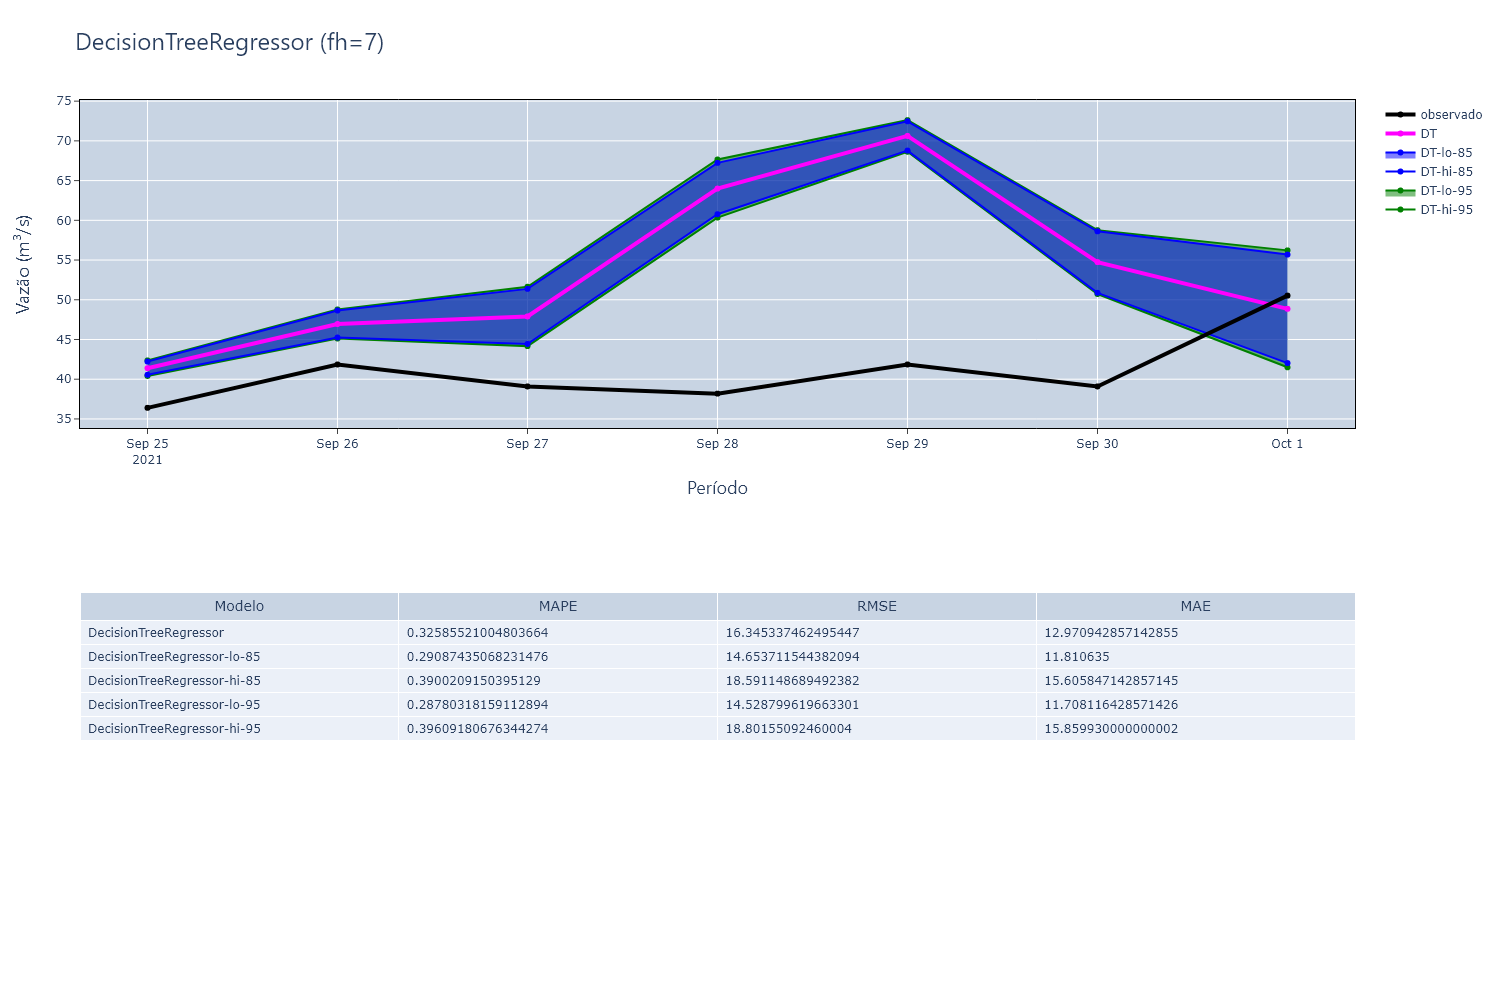 DecisionTreeRegressor (fh=7)
75
70
65
60
55
50
45
40
35
Vazão (m³/s)
Sep 25
2021
Sep 26
Sep 27
Sep 28
Sep 29
Sep 30
Oct 1
Período
observado
DT
DT-lo-85
DT-hi-85
DT-lo-95
DT-hi-95
Modelo MAPE RMSE MAE
DecisionTreeRegressor 0.32585521004803664 16.345337462495447 12.970942857142855
DecisionTreeRegressor-lo-85 0.29087435068231476 14.653711544382094 11.810635
DecisionTreeRegressor-hi-85 0.3900209150395129 18.591148689492382 15.605847142857145
DecisionTreeRegressor-lo-95 0.28780318159112894 14.528799619663301 11.708116428571426
DecisionTreeRegressor-hi-95 0.39609180676344274 18.80155092460004 15.859930000000002